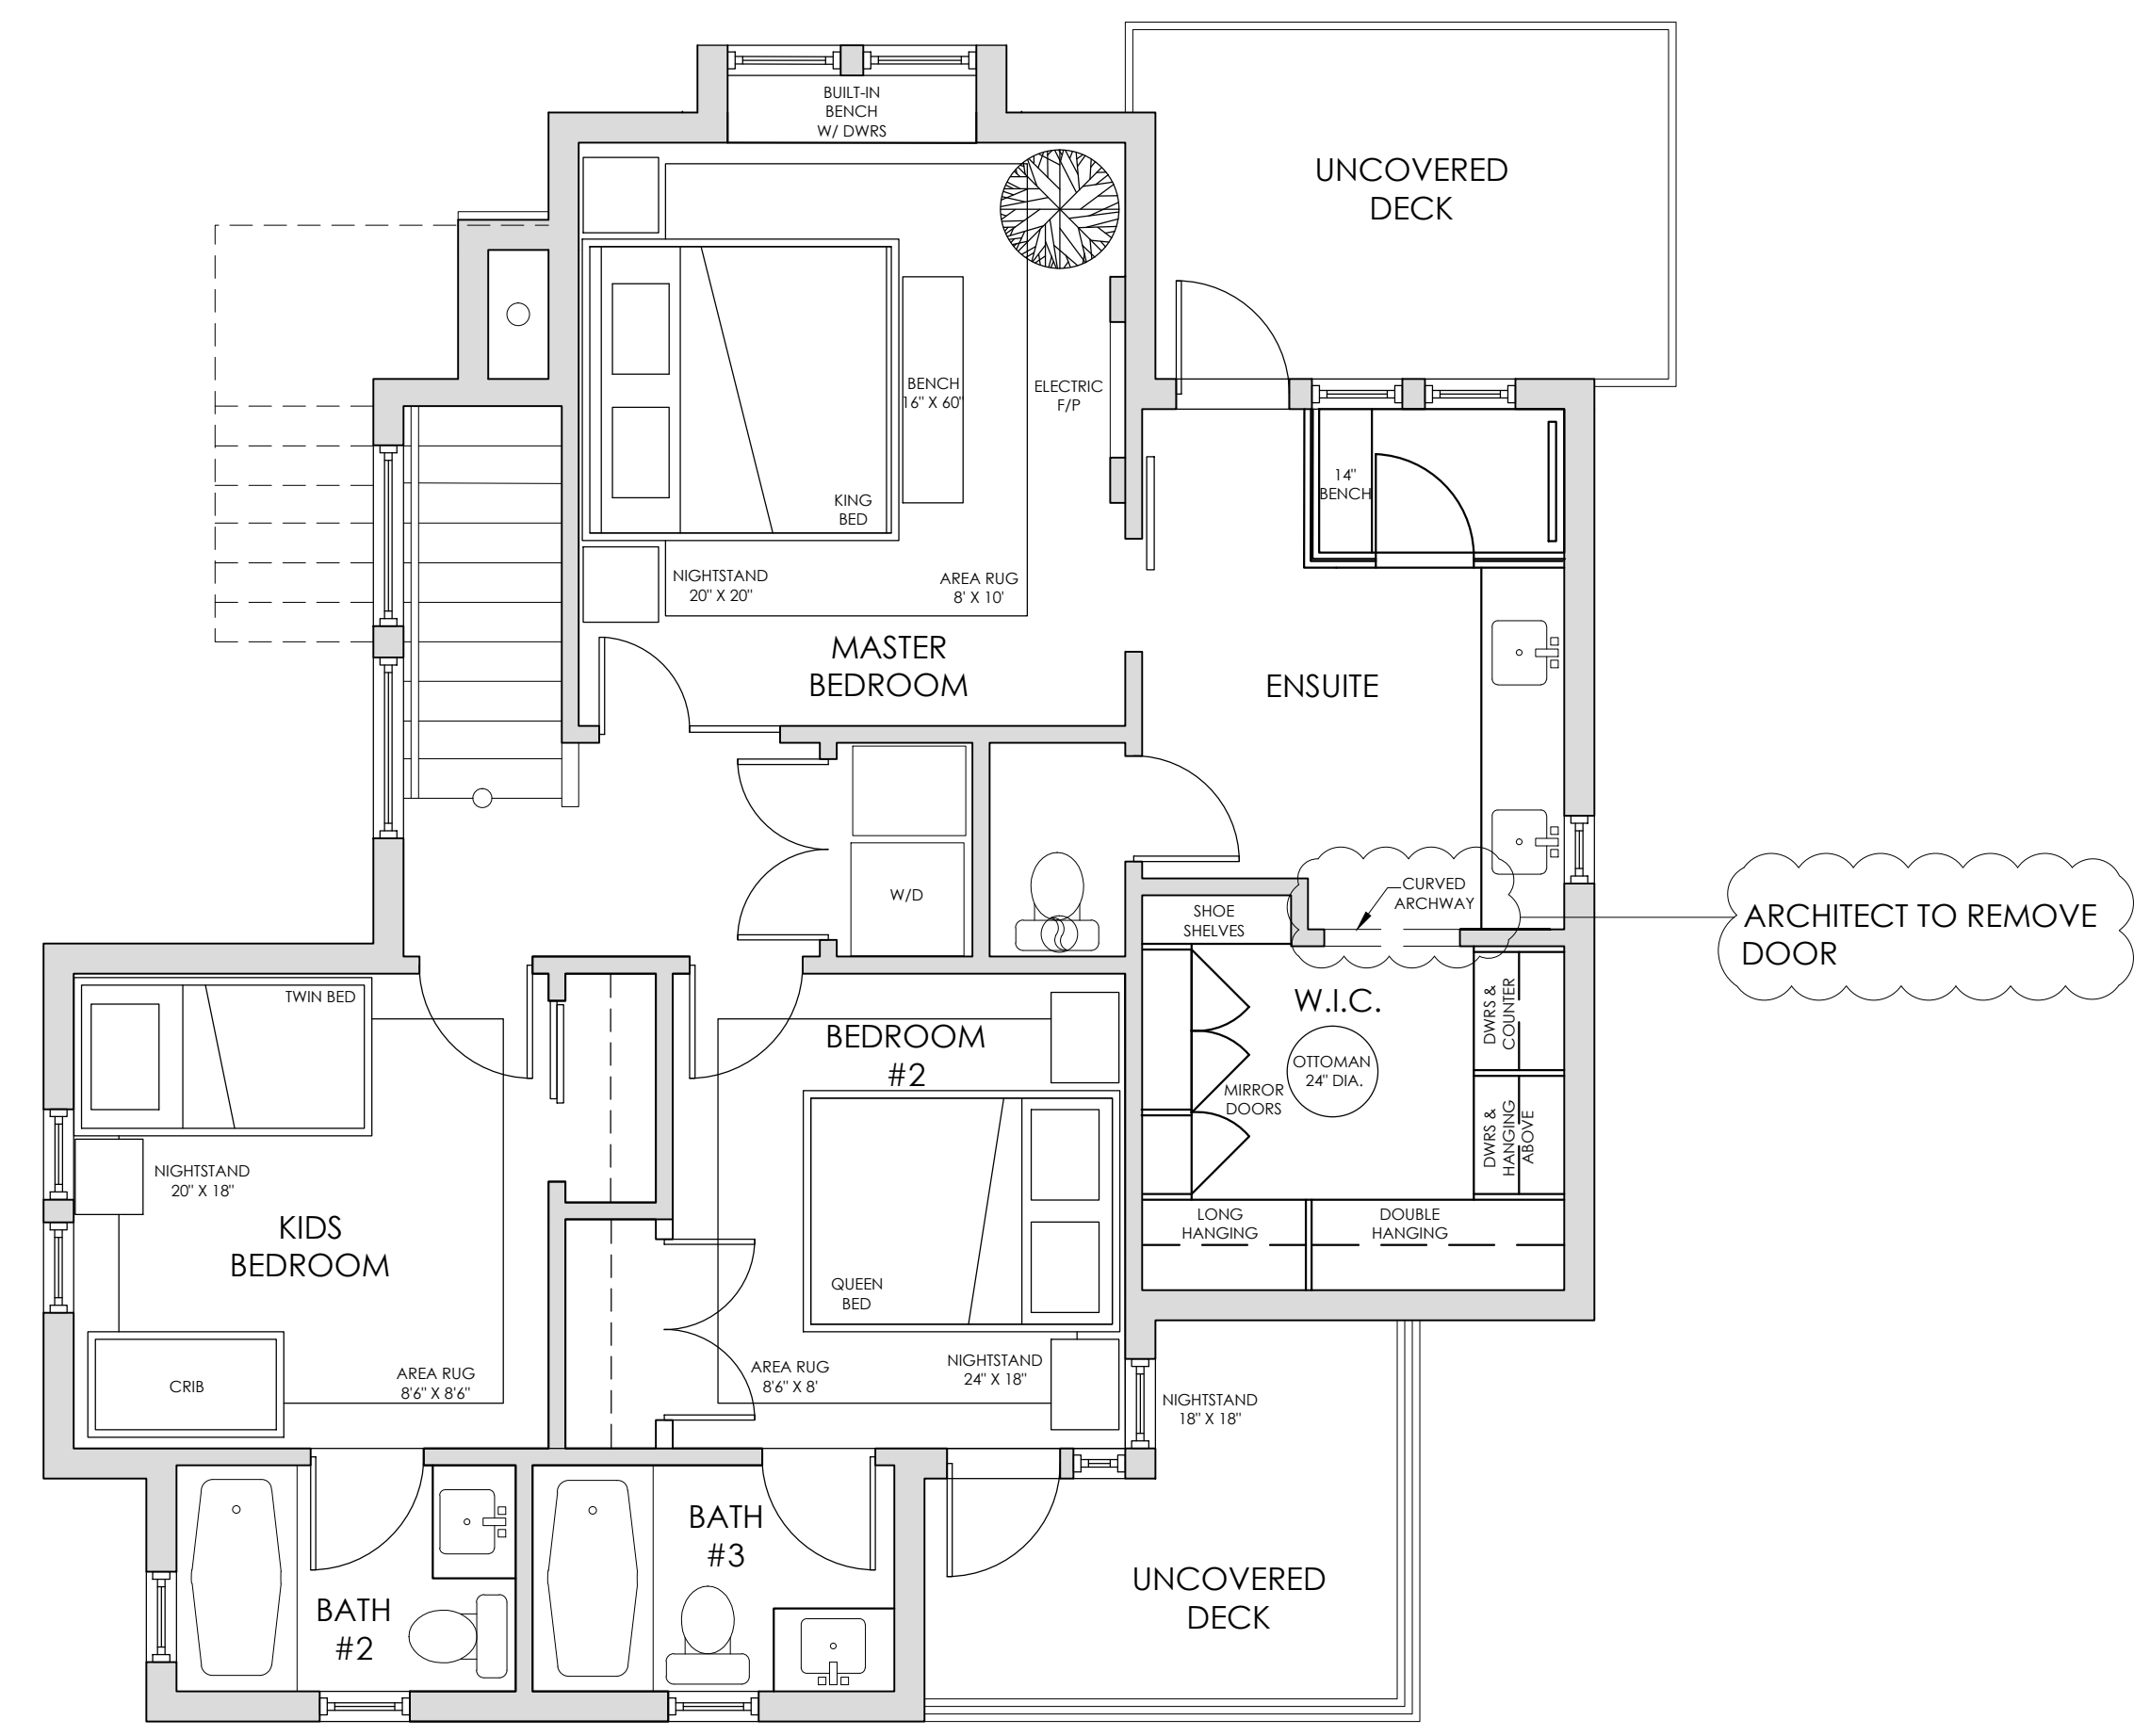 BUILT-IN
BENCH
W/ DWRS
UNCOVERED
DECK
BENCH
16" X 60"
ELECTRIC
F/P
KING
BED
14"
BENCH
NIGHTSTAND
20" X 20"
AREA RUG
8' X 10'
MASTER
BEDROOM
ENSUITE
W/D
CURVED
ARCHWAY
SHOE
SHELVES
ARCHITECT TO REMOVE
DOOR
TWIN BED
BEDROOM
#2
W.I.C.
OTTOMAN
24" DIA.
MIRROR
DOORS
DWRS &
COUNTER
DWRS &
HANGING
ABOVE
NIGHTSTAND
20" X 18"
KIDS
BEDROOM
LONG
HANGING
DOUBLE
HANGING
QUEEN
BED
CRIB
AREA RUG
8'6" X 8'6"
AREA RUG
8'6" X 8'
NIGHTSTAND
24" X 18"
NIGHTSTAND
18" X 18"
BATH
#3
BATH
#2
UNCOVERED
DECK